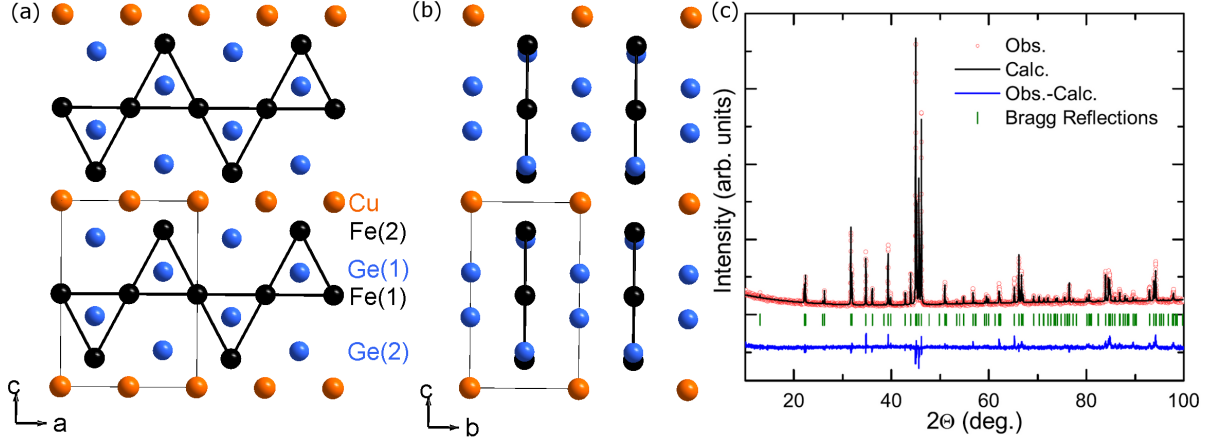 (a)
Cu
Fe(2)
Ge(1)
Fe(1)
Ge(2)
c
a
(b)
c
b
(c)
Intensity (arb. units)
Obs.
Calc.
Obs.-Calc.
Bragg Reflections
20 40 60 80 100
2Θ (deg.)